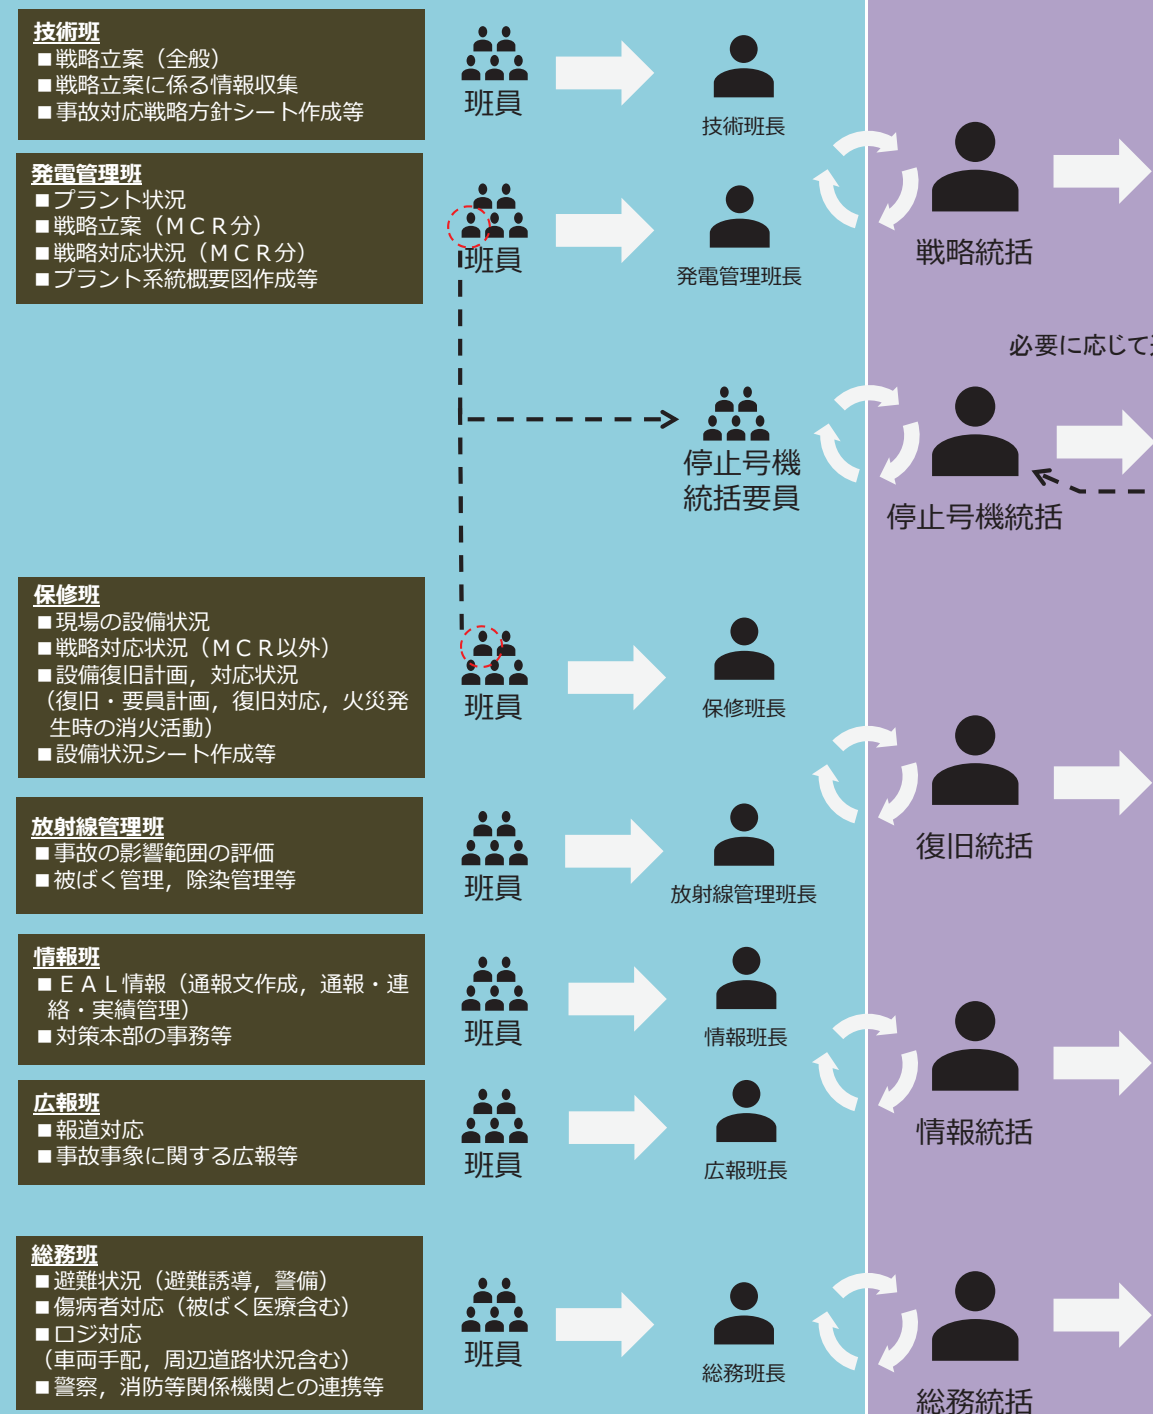 技術班
■戦略立案（全般）
■戦略立案に係る情報収集
■事故対応戦略方針シート作成等
班員
技術班長
発電管理班
■プラント状況
■戦略立案（ＭＣＲ分）
■戦略対応状況（ＭＣＲ分）
■プラント系統概要図作成等
班員
発電管理班長
戦略統括
必要に応じて
停止号機
統括要員
停止号機統括
保修班
■現場の設備状況
■戦略対応状況（ＭＣＲ以外）
■設備復旧計画，対応状況
（復旧・要員計画，復旧対応，火災発
生時の消火活動）
■設備状況シート作成等
班員
保修班長
復旧統括
放射線管理班
■事故の影響範囲の評価
■被ばく管理，除染管理等
班員
放射線管理班長
情報班
■ＥＡＬ情報（通報文作成，通報・連
絡・実績管理）
■対策本部の事務等
班員
情報班長
情報統括
広報班
■報道対応
■事故事象に関する広報等
班員
広報班長
総務班
■避難状況（避難誘導，警備）
■傷病者対応（被ばく医療含む）
■ロジ対応
（車両手配，周辺道路状況含む）
■警察，消防等関係機関との連携等
班員
総務班長
総務統括